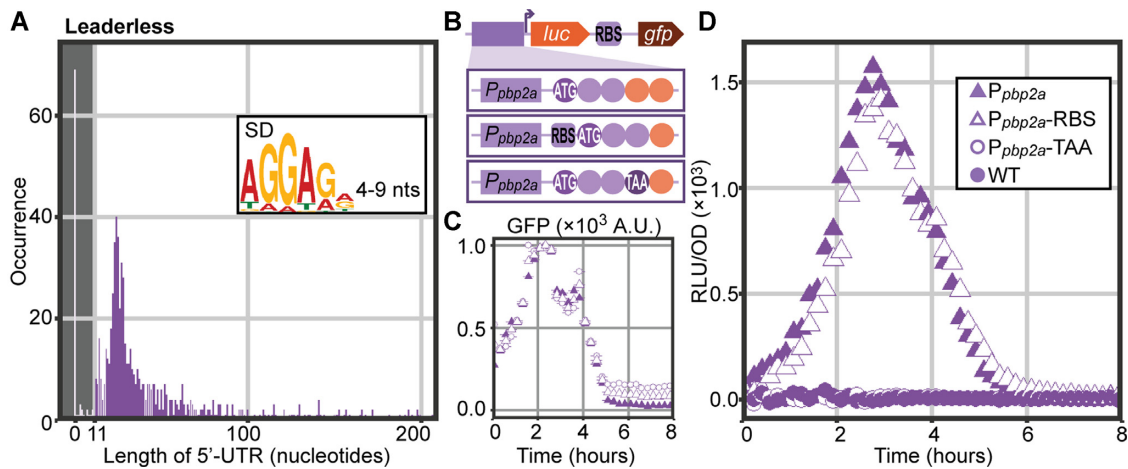 A
Leaderless
60
40
20
0
Occurrence
0 11 100 200
Length of 5’-UTR (nucleotides)
SD
AGGAGA
4-9 nts
B
luc RBS gfp
Ppbp2a ATG
Ppbp2a RBS ATG
Ppbp2a ATG TAA
C
GFP (×10³ A.U.)
1.0
0.5
0.0
0 2 4 6 8
Time (hours)
D
RLU/OD (×10³)
1.5
1.0
0.5
0.0
Ppbp2a
Ppbp2a-RBS
Ppbp2a-TAA
WT
0 2 4 6 8
Time (hours)